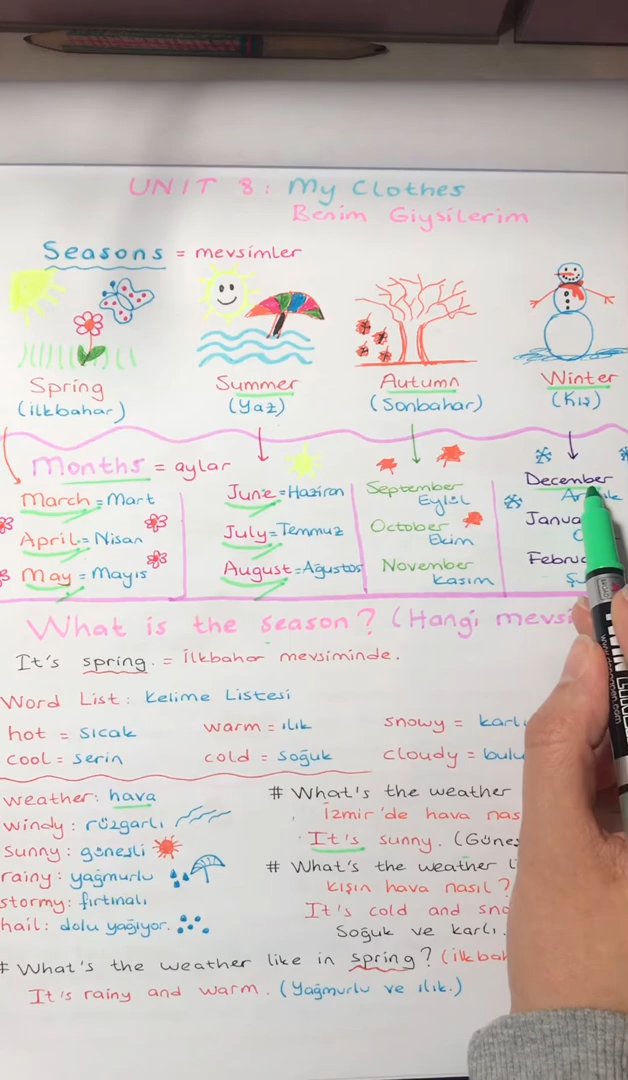 UNIT 8: My Clothes
Benim Giysilerim
Seasons = mevsimler
Spring
(ilkbahar)
Summer
(Yaz)
Autumn
(Sonbahar)
Winter
(Kış)
Months = aylar
March = Mart
April = Nisan
May = Mayıs
June = Haziran
July = Temmuz
August = Ağustos
September
Eylül
October
Ekim
November
Kasım
December
What is the season? (Hangi
It's spring. = İlkbahar mevsiminde.
Word List: Kelime Listesi
hot = sıcak
warm = ılık
snowy = karlı
cool = serin
cold = soğuk
cloudy =
weather: hava
windy: rüzgarlı
sunny: güneşli
rainy: yağmurlu
stormy: fırtınalı
hail: dolu yağıyor.
# What's the weather
İzmir'de hava
It's sunny.
# What's the weather
Kışın hava nasıl?
It's cold and
Soğuk ve karlı.
# What's the weather like in spring?
It's rainy and warm. (Yağmurlu ve ılık.)